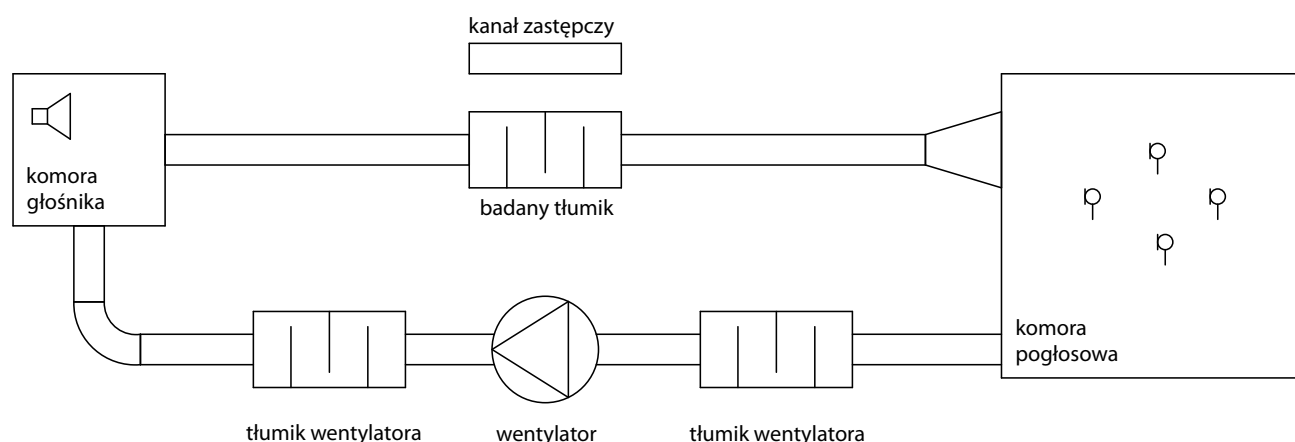 kanał zastępczy
komora
głośnika
badany tłumik
komora
pogłosowa
tłumik wentylatora
wentylator
tłumik wentylatora